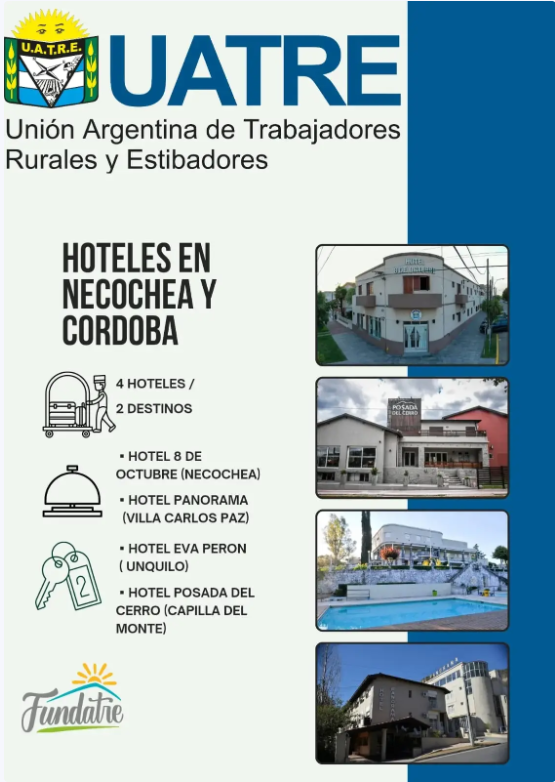 U.A.T.R.E.
UATRE
Unión Argentina de Trabajadores
Rurales y Estibadores
HOTELES EN
NECOCHEA Y
CORDOBA
4 HOTELES /
2 DESTINOS
▪ HOTEL 8 DE
OCTUBRE (NECOCHEA)
▪ HOTEL PANORAMA
(VILLA CARLOS PAZ)
▪ HOTEL EVA PERON
( UNQUILO)
▪ HOTEL POSADA DEL
CERRO (CAPILLA DEL
MONTE)
2
Fundatre
HOTEL
POSADA
DEL CERRO